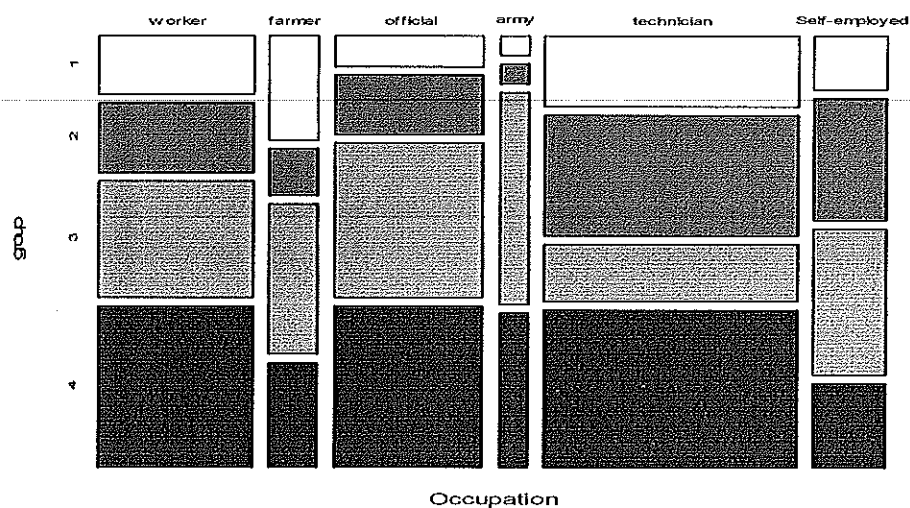 worker farmer official army technician Self-employed
1
2
3
4
group
Occupation